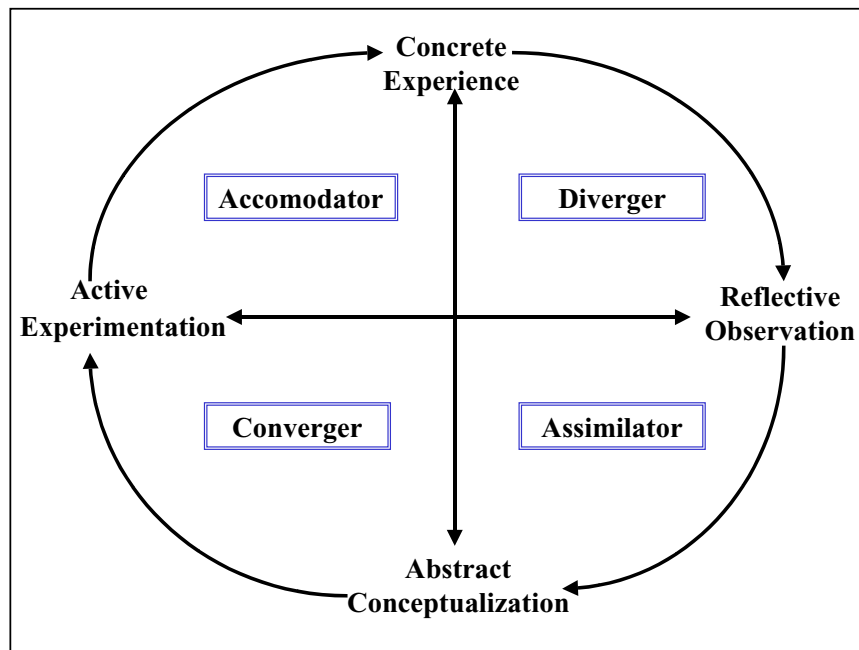 Concrete
Experience
Accomodator
Diverger
Active
Experimentation
Reflective
Observation
Converger
Assimilator
Abstract
Conceptualization